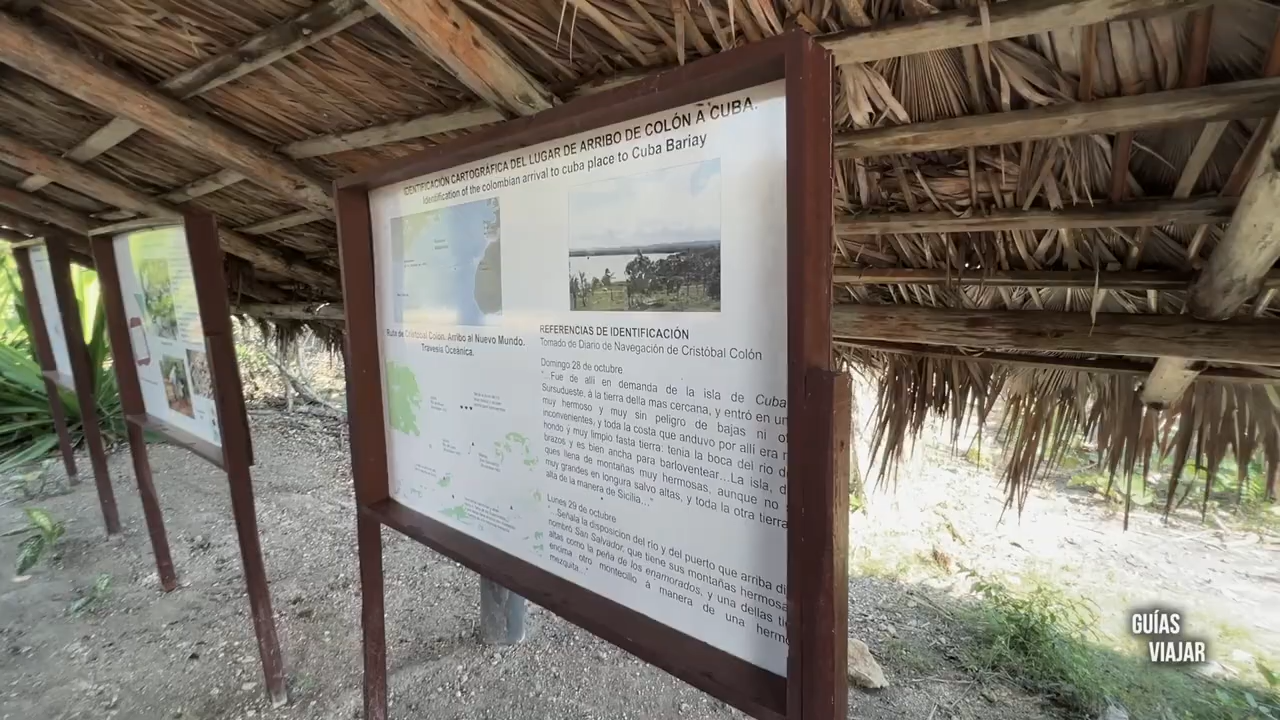 IDENTIFICACIÓN CARTOGRÁFICA DEL LUGAR DE ARRIBO DE COLÓN A CUBA.
Identification of the colombian arrival to cuba place to Cuba Bariay
Ruta de Cristóbal Colón. Arribo al Nuevo Mundo.
Travesía Oceánica.
REFERENCIAS DE IDENTIFICACIÓN
Tomado de Diario de Navegación de Cristóbal Colón
Domingo 28 de octubre
"...Fue de allí en demanda de la isla de Cuba
Sursudueste, á la tierra della mas cercana, y entró en un
muy hermoso y muy sin peligro de bajas ni
inconvenientes, y toda la costa que anduvo por allí era
hondo y muy limpio fasta tierra: tenía la boca del río
brazos y es bien ancha para barloventear...La isla,
ques llena de montañas muy hermosas, aunque no
muy grandes en longura salvo altas, y toda la otra tierra
alta de la manera de Sicilia..."
Lunes 29 de octubre
"...Señala la disposición del río y del puerto que arriba
nombró San Salvador, que tiene sus montañas hermosa
altas como la peña de los enamorados, y una dellas
encima otro montecillo á manera de una
mezquita..."
GUÍAS
VIAJAR